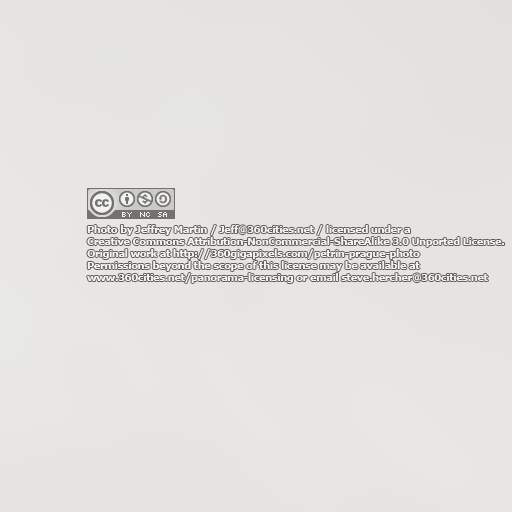 cc BY NC SA
Photo by Jeffrey Martin / Jeff@360cities.net / licensed under a
Creative Commons Attribution-NonCommercial-ShareAlike 3.0 Unported License.
Original work at http://360gigapixels.com/petrin-prague-photo
Permissions beyond the scope of this license may be available at
www.360cities.net/panorama-licensing or email steve.hercher@360cities.net